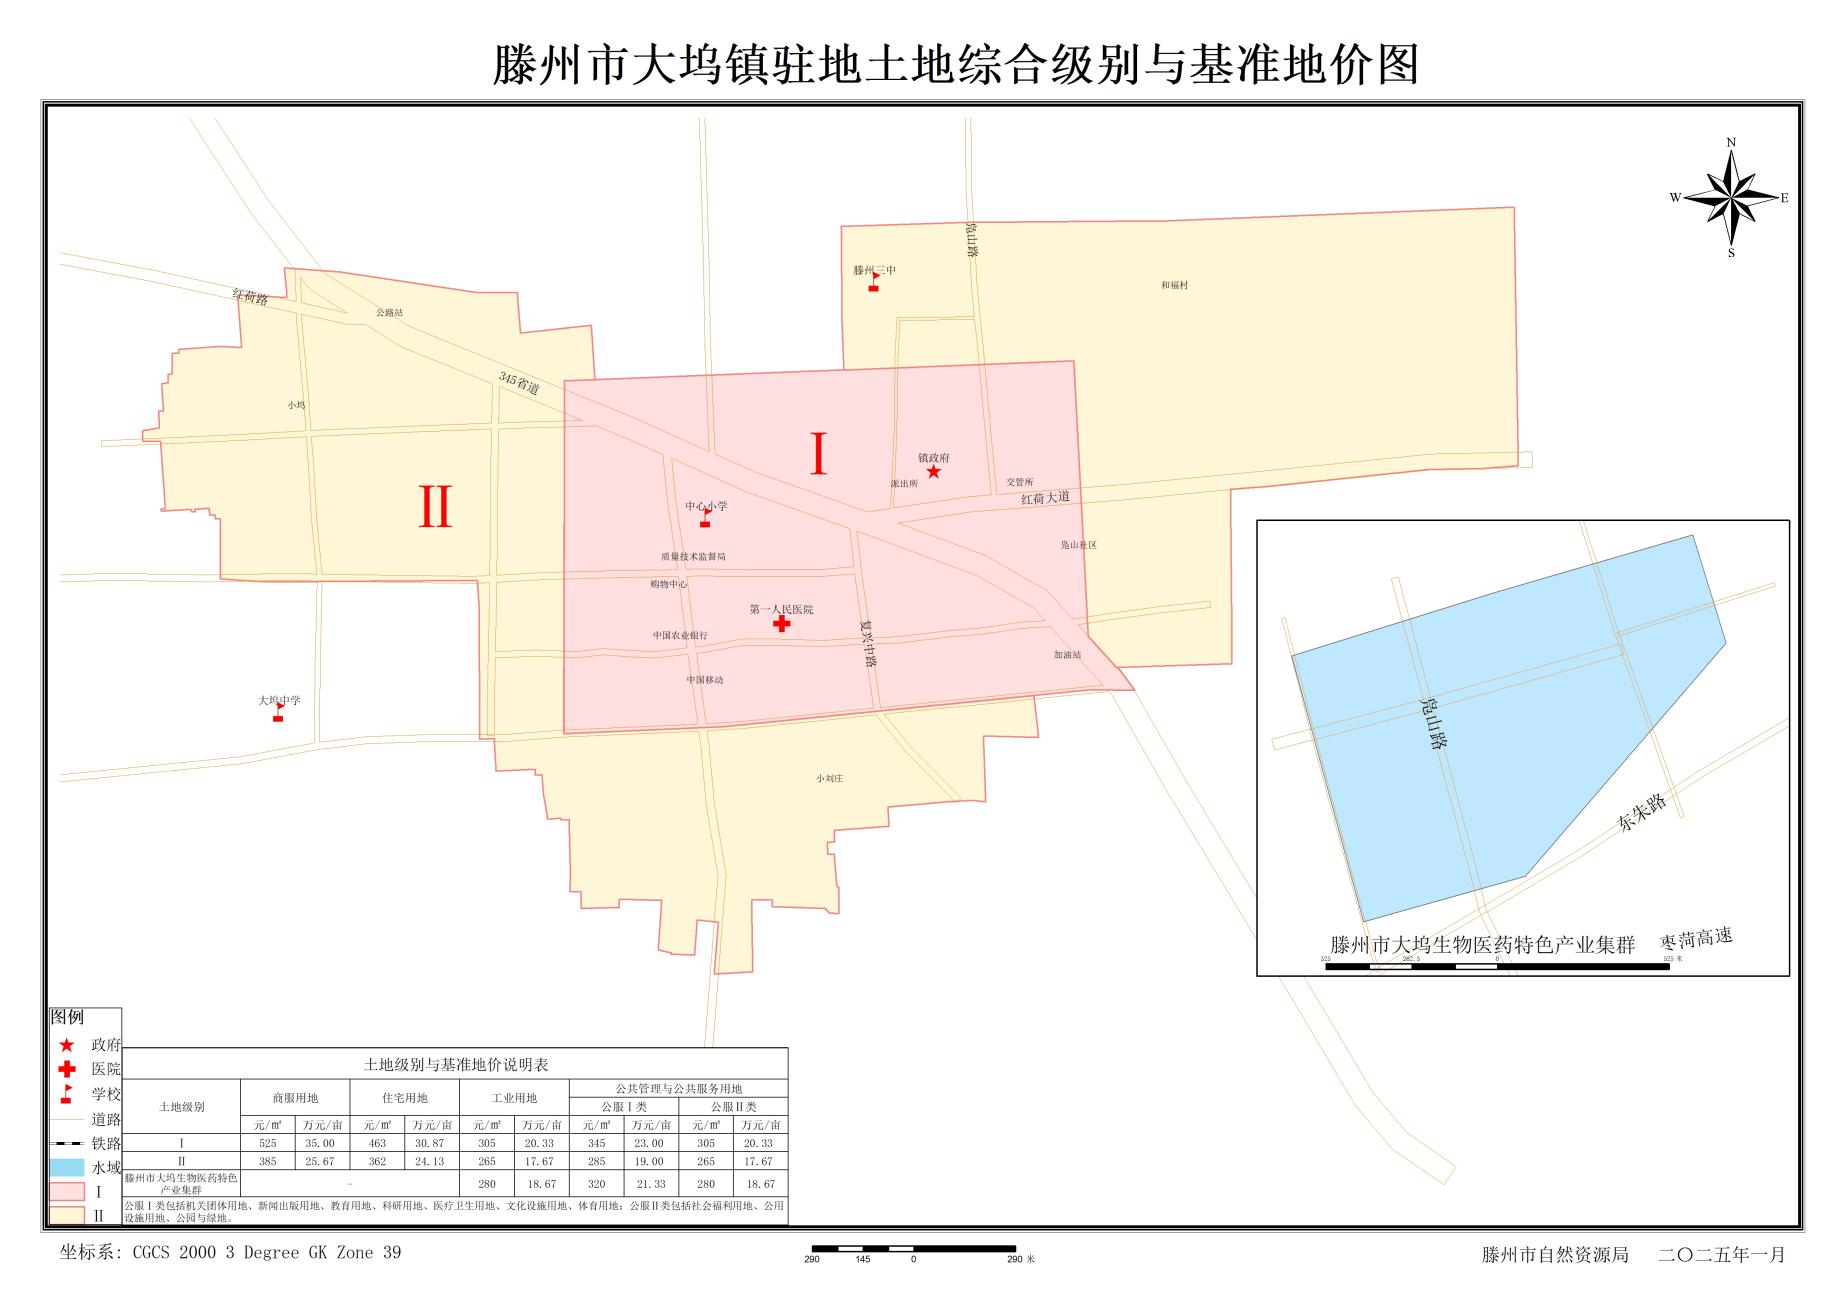 滕州市大坞镇驻地土地综合级别与基准地价图
N
W
E
S
凫山路
滕州三中
和福村
红荷路
公路站
345省道
小坞
I
II
镇政府
派出所
交管所
红荷大道
中心小学
质量技术监督局
凫山社区
购物中心
第一人民医院
中国农业银行
复兴中路
加油站
中国移动
大坞中学
小刘庄
凫山路
东朱路
滕州市大坞生物医药特色产业集群
枣菏高速
525 262.5 0 525 米
图例
政府
医院
学校
道路
铁路
水域
I
II
土地级别与基准地价说明表
土地级别 商服用地 住宅用地 工业用地 公共管理与公共服务用地
公服Ⅰ类 公服Ⅱ类
元/㎡ 万元/亩 元/㎡ 万元/亩 元/㎡ 万元/亩 元/㎡ 万元/亩 元/㎡ 万元/亩
Ⅰ 525 35.00 463 30.87 305 20.33 345 23.00 305 20.33
Ⅱ 385 25.67 362 24.13 265 17.67 285 19.00 265 17.67
滕州市大坞生物医药特色
产业集群 - 280 18.67 320 21.33 280 18.67
公服Ⅰ类包括机关团体用地、新闻出版用地、教育用地、科研用地、医疗卫生用地、文化设施用地、体育用地；公服Ⅱ类包括社会福利用地、公用
设施用地、公园与绿地。
坐标系: CGCS 2000 3 Degree GK Zone 39
290 145 0 290 米
滕州市自然资源局 二〇二五年一月